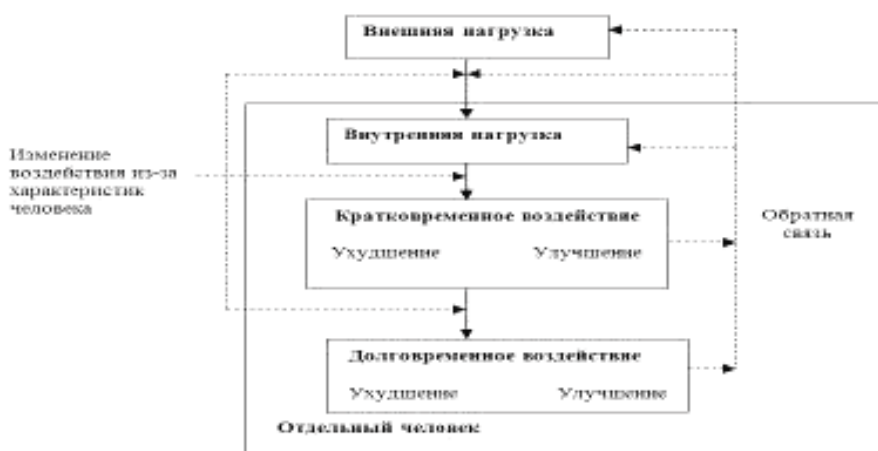 Внешняя нагрузка
Внутренняя нагрузка
Изменение
воздействия из-за
характеристик
человека
Кратковременное воздействие
Ухудшение Улучшение
Обратная
связь
Долговременное воздействие
Ухудшение Улучшение
Отдельный человек